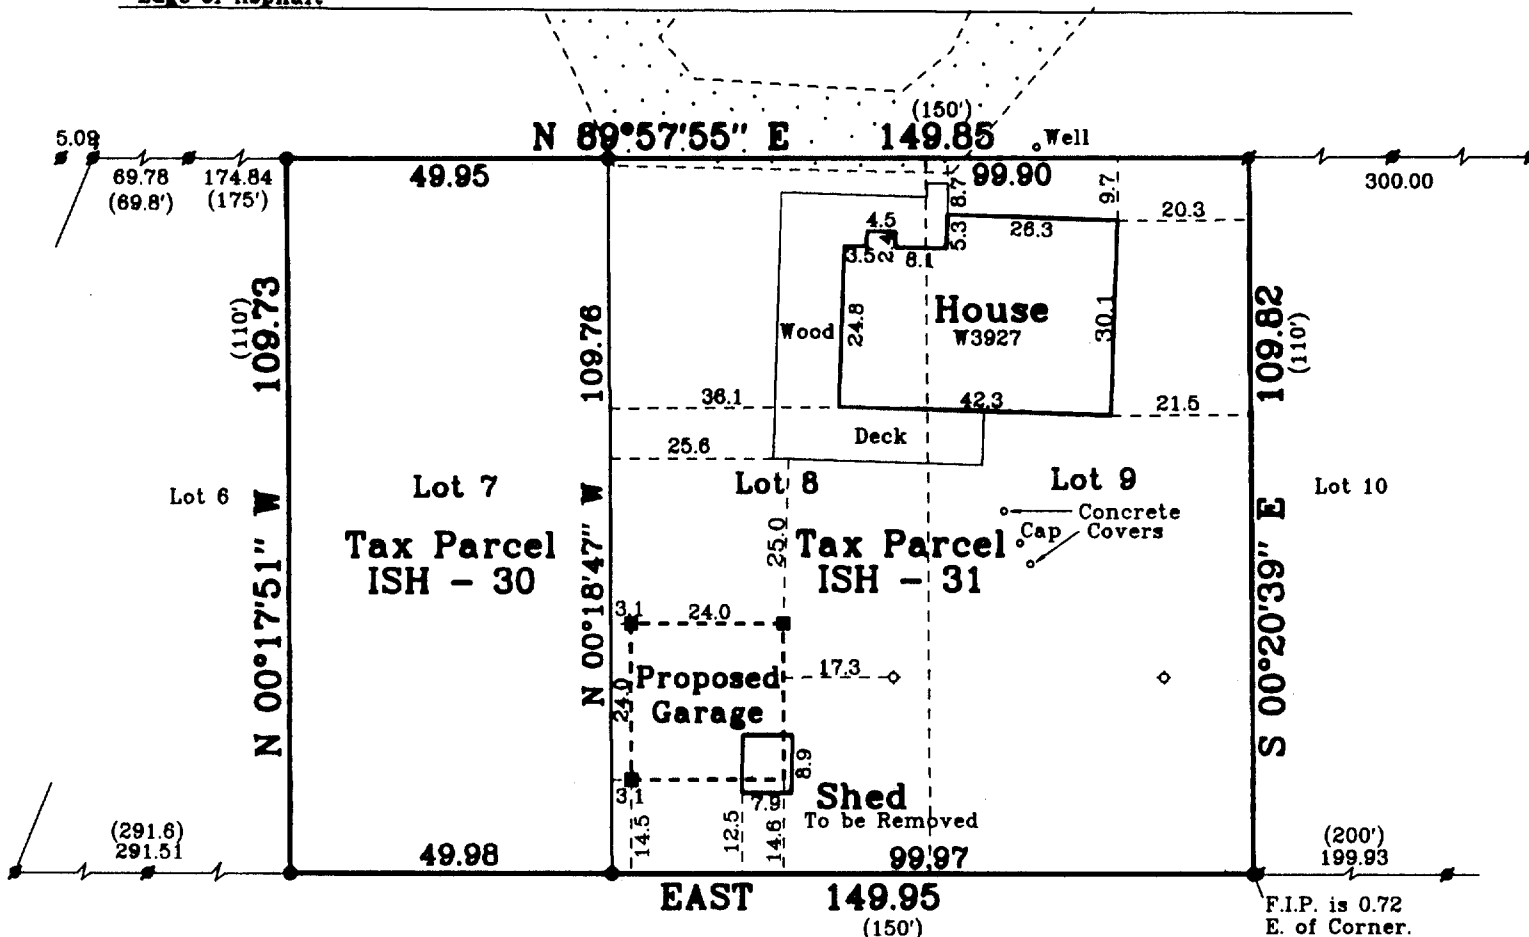 Edge of Asphalt
(150')
N 89°57'55" E 149.85
Well
5.09
69.78
(69.8')
174.84
(175')
49.95
99.90
300.00
8.7
9.7
20.3
4.5
2.4
3.5
8.1
5.3
26.3
House
W3927
24.8
30.1
Wood
109.73
(110')
109.76
109.82
(110')
36.1
42.3
21.5
Deck
25.6
Lot 6
Lot 7
Lot 8
Lot 9
Lot 10
Concrete
Cap Covers
25.0
Tax Parcel
ISH - 30
Tax Parcel
ISH - 31
N 00°17'51" W
N 00°18'47" W
S 00°20'39" E
3.1
24.0
24.0
Proposed
Garage
17.3
8.9
3.1
7.9
Shed
To be Removed
14.5
12.5
14.6
(291.6)
291.51
49.98
99.97
(200')
199.93
EAST 149.95
(150')
F.I.P. is 0.72
E. of Corner.